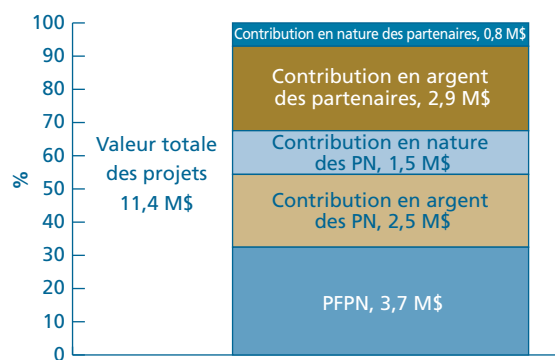 100
90
80
70
60
50
40
30
20
10
0
%
Valeur totale
des projets
11,4 M$
Contribution en nature des partenaires, 0,8 M$
Contribution en argent
des partenaires, 2,9 M$
Contribution en nature
des PN, 1,5 M$
Contribution en argent
des PN, 2,5 M$
PFPN, 3,7 M$